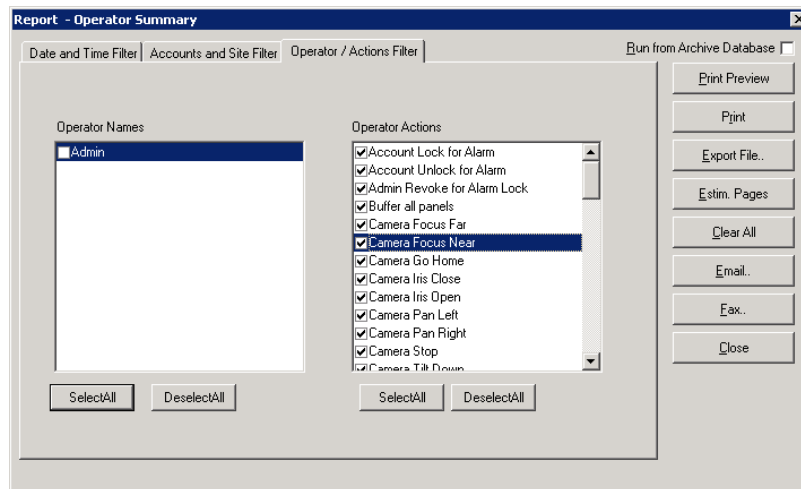 Report - Operator Summary
Date and Time Filter
Accounts and Site Filter
Operator / Actions Filter
Run from Archive Database
Operator Names
Admin
SelectAll
DeselectAll
Operator Actions
Account Lock for Alarm
Account Unlock for Alarm
Admin Revoke for Alarm Lock
Buffer all panels
Camera Focus Far
Camera Focus Near
Camera Go Home
Camera Iris Close
Camera Iris Open
Camera Pan Left
Camera Pan Right
Camera Stop
Camera Tilt Down
SelectAll
DeselectAll
Print Preview
Print
Export File..
Estim. Pages
Clear All
Email..
Fax..
Close